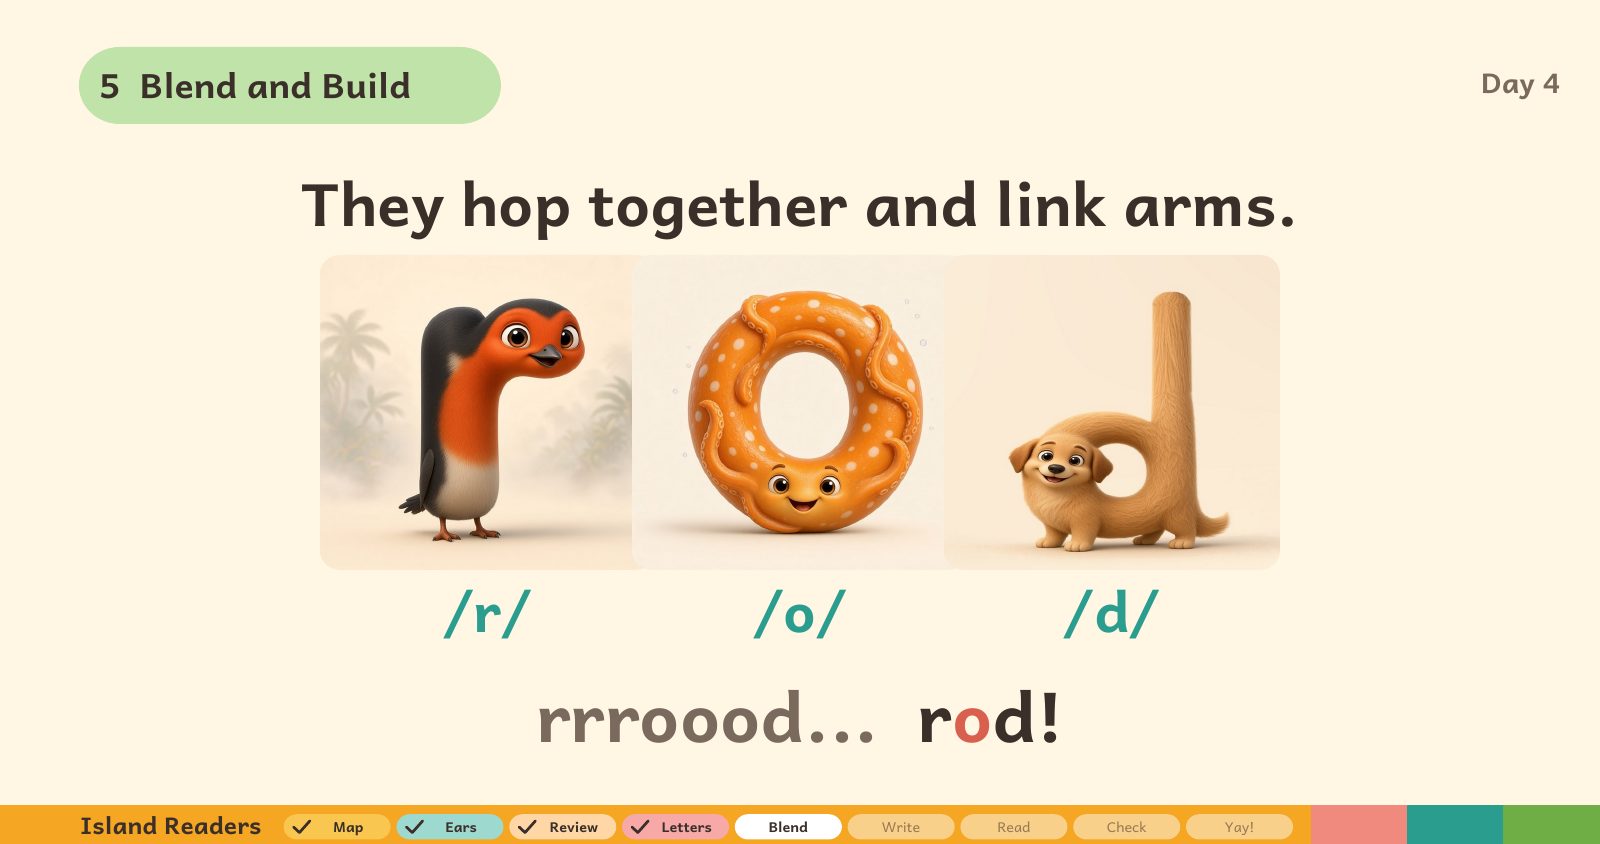 5 Blend and Build
Day 4
They hop together and link arms.
/r/ /o/ /d/
rrroood... rod!
Island Readers Map Ears Review Letters Blend Write Read Check Yay!